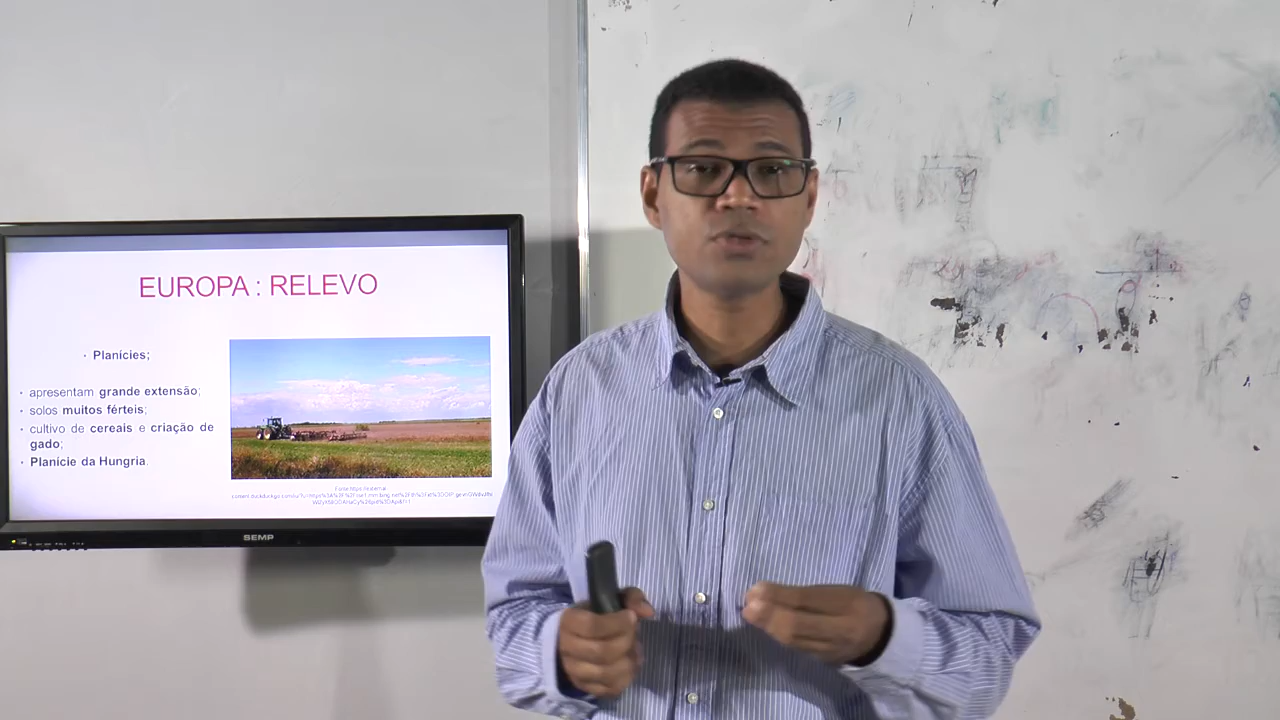 EUROPA : RELEVO
• Planícies;
• apresentam grande extensão;
• solos muitos férteis;
• cultivo de cereais e criação de
gado;
• Planície da Hungria.
SEMP